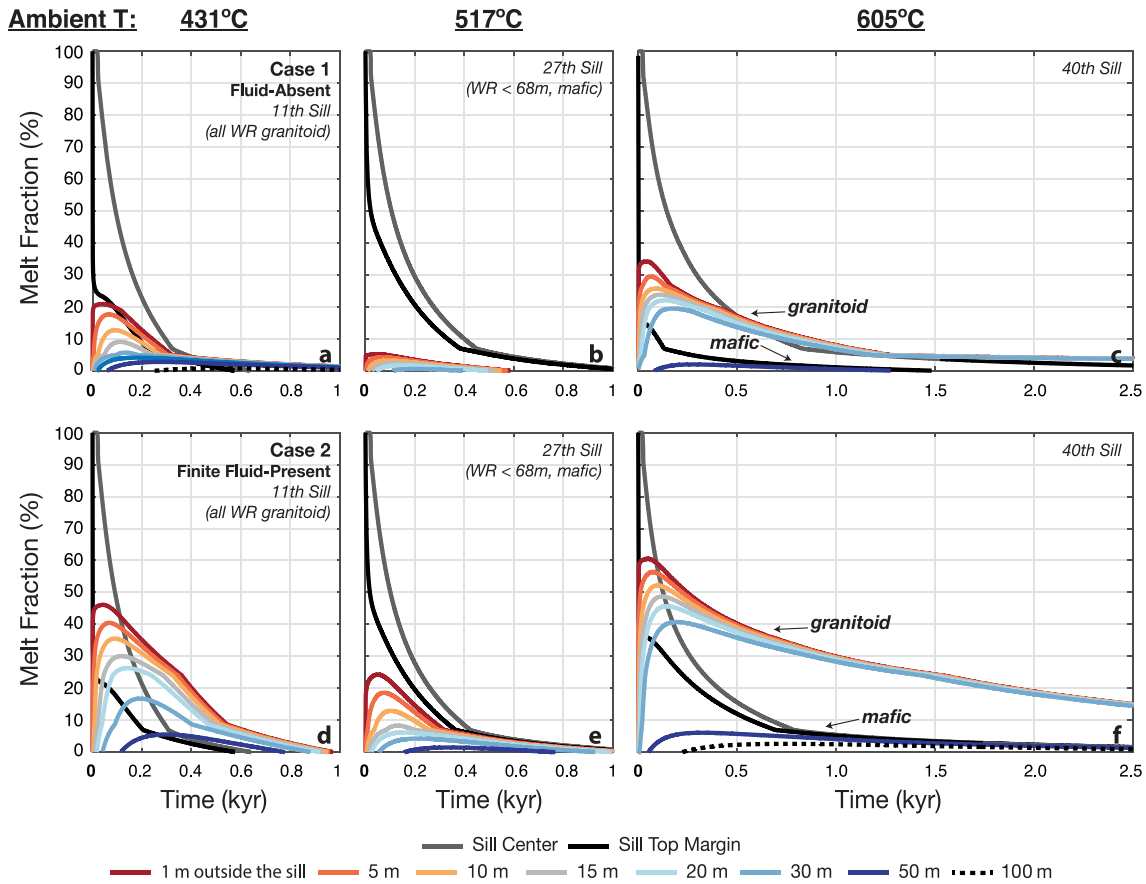 Ambient T: 431ºC 517ºC 605ºC
100
90
80
70
60
50
40
30
20
10
0
Melt Fraction (%)
Case 1
Fluid-Absent
11th Sill
(all WR granitoid)
a
0 0.2 0.4 0.6 0.8 1
27th Sill
(WR < 68m, mafic)
b
0 0.2 0.4 0.6 0.8 1
40th Sill
granitoid
mafic
c
0 0.5 1.0 1.5 2.0 2.5
100
90
80
70
60
50
40
30
20
10
0
Melt Fraction (%)
Case 2
Finite Fluid-Present
11th Sill
(all WR granitoid)
d
0 0.2 0.4 0.6 0.8 1
Time (kyr)
27th Sill
(WR < 68m, mafic)
e
0 0.2 0.4 0.6 0.8 1
Time (kyr)
40th Sill
granitoid
mafic
f
0 0.5 1.0 1.5 2.0 2.5
Time (kyr)
Sill Center Sill Top Margin
1 m outside the sill 5 m 10 m 15 m 20 m 30 m 50 m 100 m